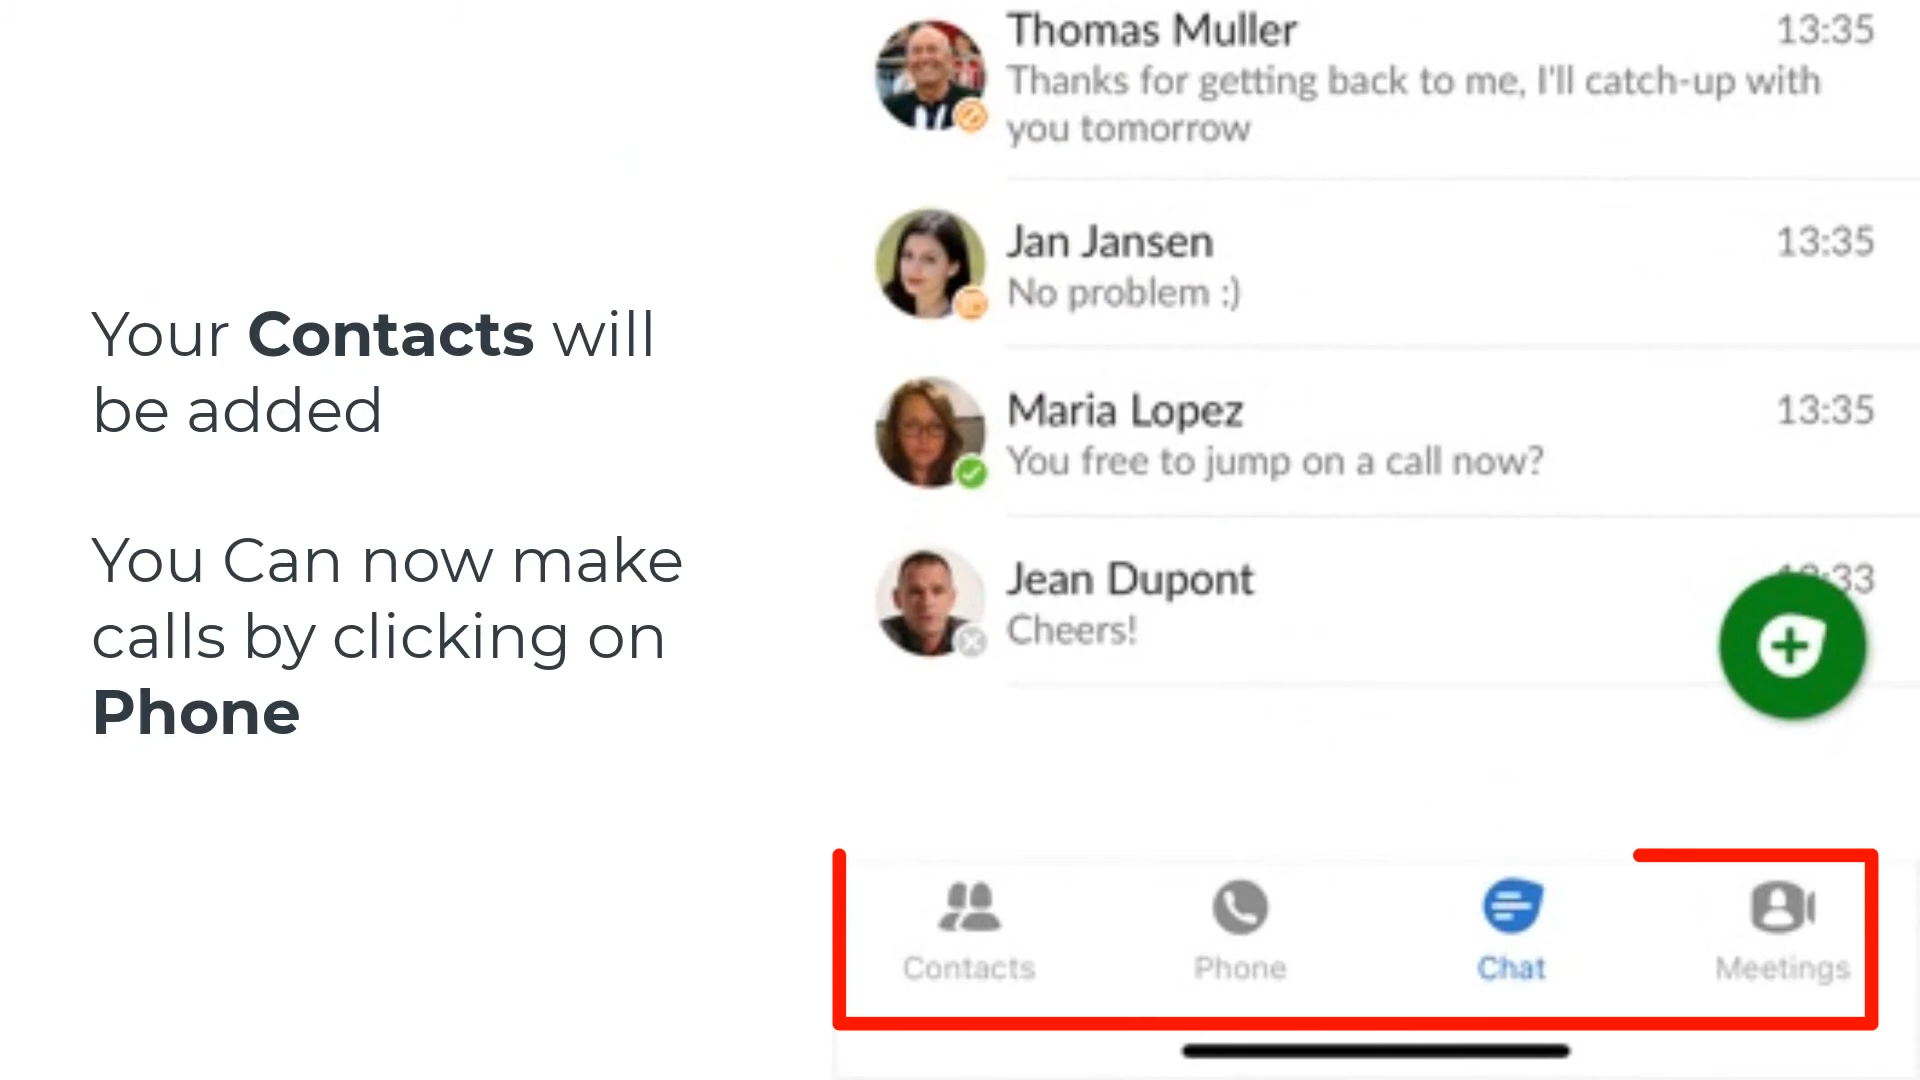 Your Contacts will
be added
You Can now make
calls by clicking on
Phone
Thomas Muller 13:35
Thanks for getting back to me, I'll catch-up with
you tomorrow
Jan Jansen 13:35
No problem :)
Maria Lopez 13:35
You free to jump on a call now?
Jean Dupont
Cheers!
Contacts Phone Chat Meetings